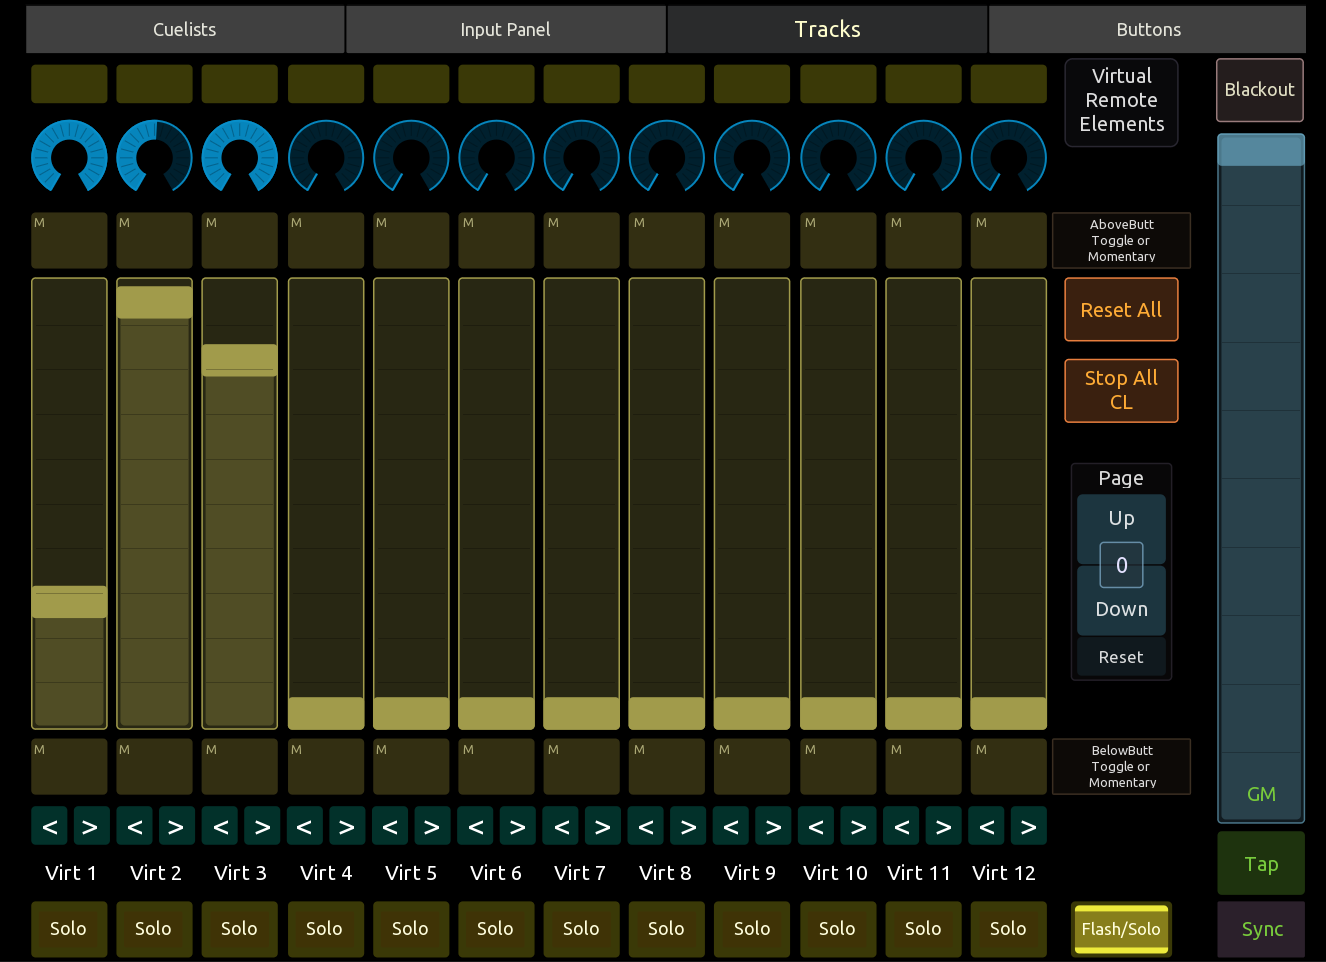 Cuelists Input Panel Tracks Buttons
Virtual
Remote
Elements
Blackout
M M M M M M M M M M M M
AboveButt
Toggle or
Momentary
Reset All
Stop All
CL
Page
Up
0
Down
Reset
GM
M M M M M M M M M M M M
BelowButt
Toggle or
Momentary
< > < > < > < > < > < > < > < > < > < > < > < >
Virt 1 Virt 2 Virt 3 Virt 4 Virt 5 Virt 6 Virt 7 Virt 8 Virt 9 Virt 10 Virt 11 Virt 12
Tap
Solo Solo Solo Solo Solo Solo Solo Solo Solo Solo Solo Solo Flash/Solo Sync